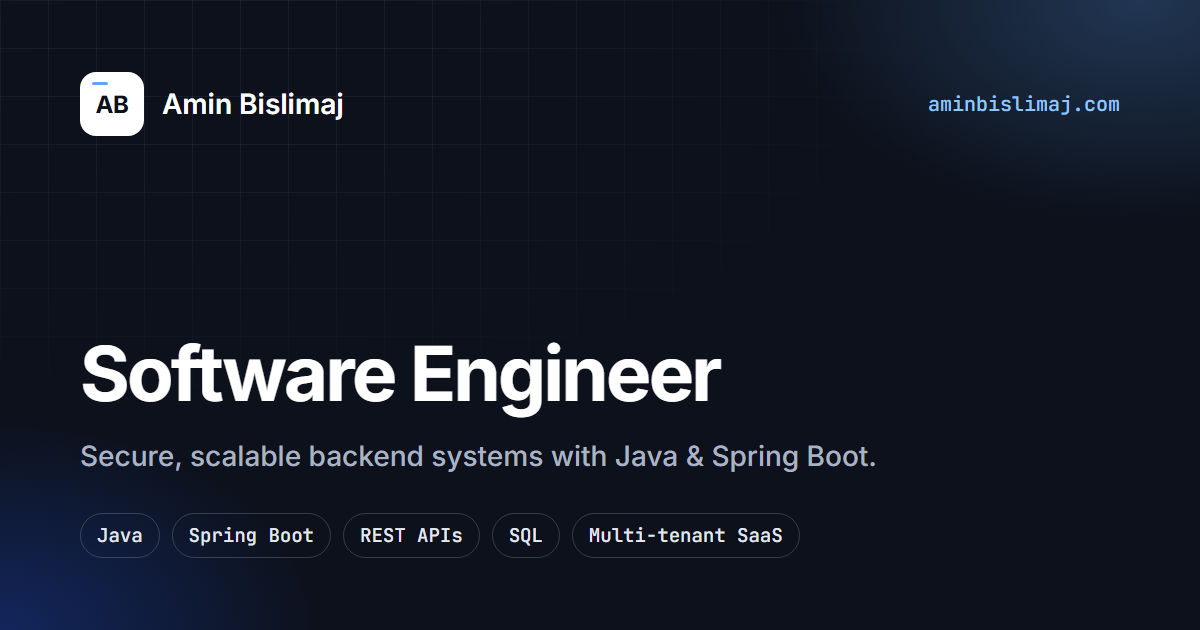 AB
Amin Bislimaj
aminbislimaj.com
Software Engineer
Secure, scalable backend systems with Java & Spring Boot.
Java
Spring Boot
REST APIs
SQL
Multi-tenant SaaS